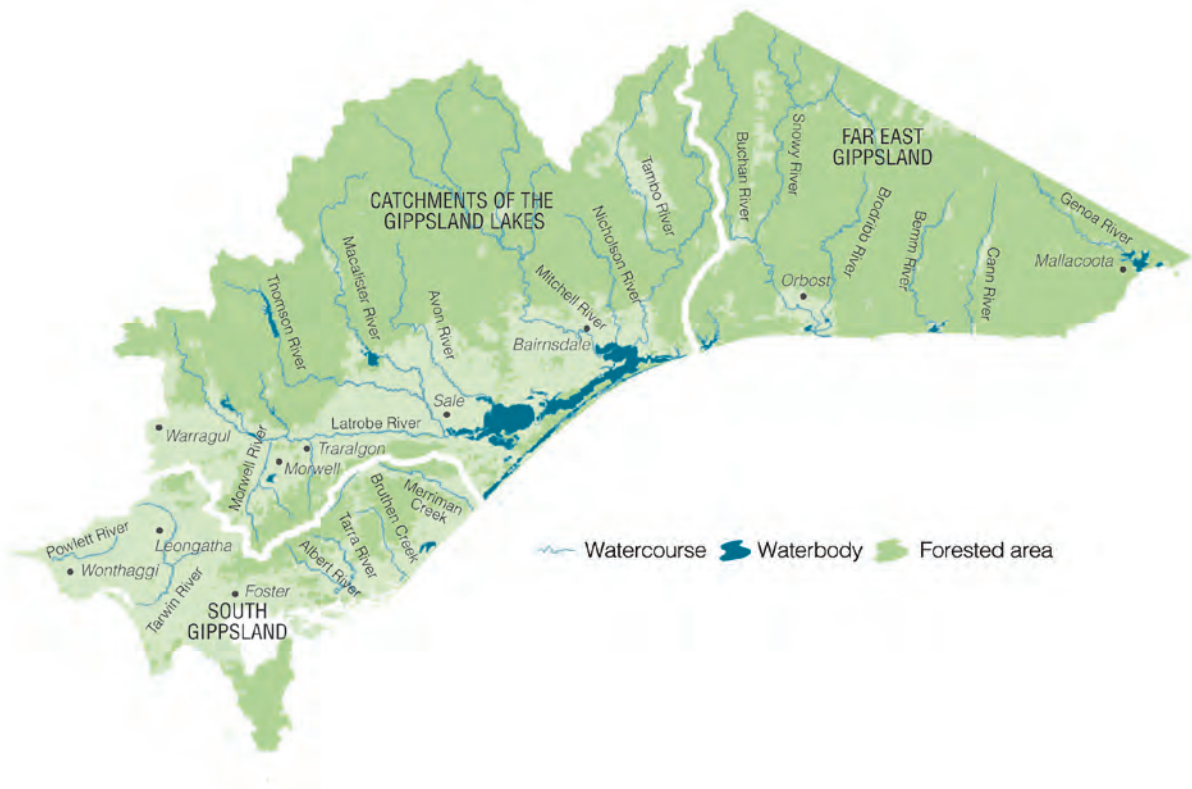 FAR EAST
GIPPSLAND
Snowy River
Buchan River
Tambo River
CATCHMENTS OF THE
GIPPSLAND LAKES
Nicholson River
Brodribb River
Bemm River
Cann River
Genoa River
Mallacoota
Macalister River
Mitchell River
Orbost
Thomson River
Avon River
Bairnsdale
Sale
Latrobe River
Warragul
Traralgon
Morwell River
Morwell
Merriman
Creek
Bruthen Creek
Powlett River
Leongatha
Tarra River
Albert River
Wonthaggi
Tarwin River
Foster
SOUTH
GIPPSLAND
Watercourse
Waterbody
Forested area